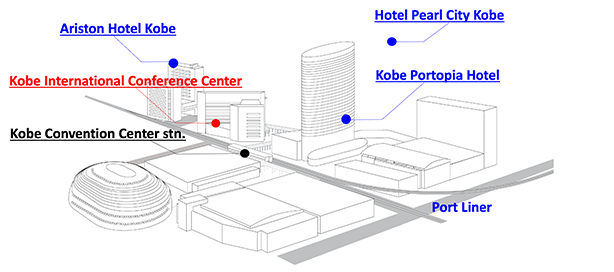 Hotel Pearl City Kobe
Ariston Hotel Kobe
Kobe International Conference Center
Kobe Portopia Hotel
Kobe Convention Center stn.
Port Liner